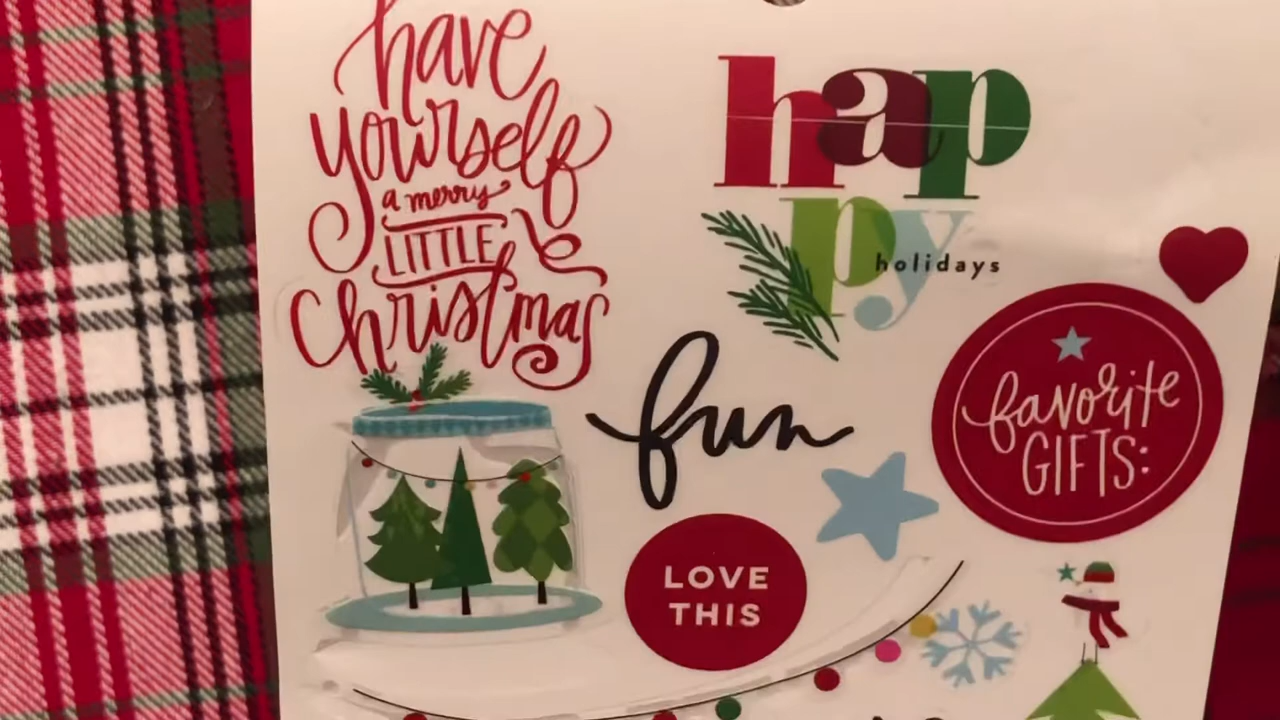 have
yourself
a merry
LITTLE
Christmas
hap
py
holidays
fun
favorite
GIFTS:
LOVE
THIS